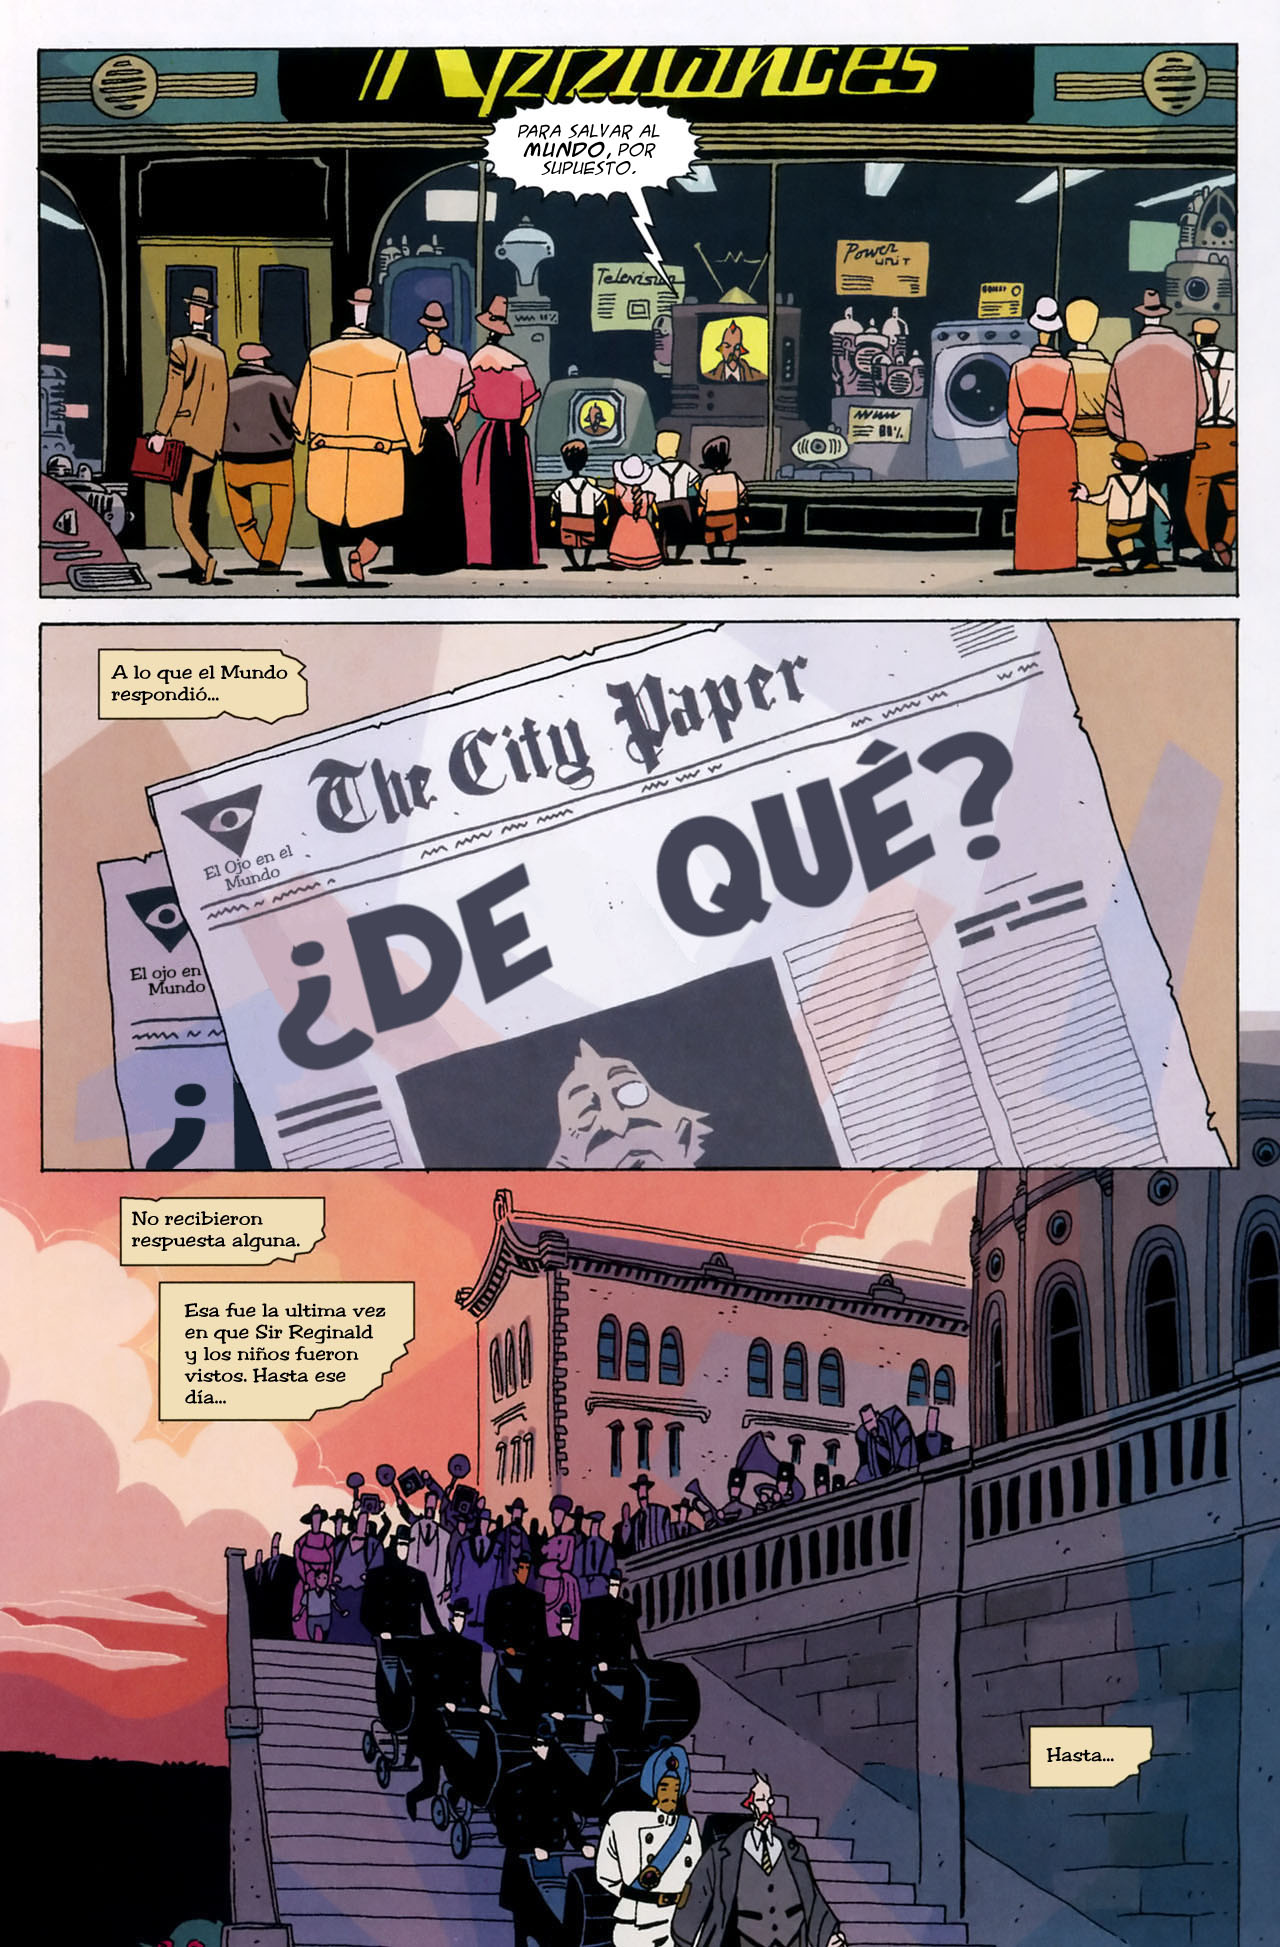 Appliances
PARA SALVAR AL
MUNDO, POR
SUPUESTO.
Television
Power
UNIT
A lo que el Mundo
respondió...
The City Paper
El Ojo en el
Mundo
¿DE QUÉ?
El ojo en
Mundo
¿
No recibieron
respuesta alguna.
Esa fue la ultima vez
en que Sir Reginald
y los niños fueron
vistos. Hasta ese
día...
Hasta...